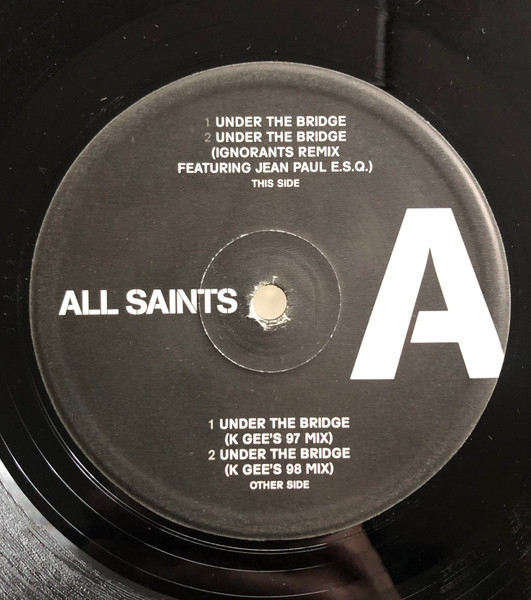 1 UNDER THE BRIDGE
2 UNDER THE BRIDGE
(IGNORANTS REMIX
FEATURING JEAN PAUL E.S.Q.)
THIS SIDE
ALL SAINTS
A
1 UNDER THE BRIDGE
(K GEE'S 97 MIX)
2 UNDER THE BRIDGE
(K GEE'S 98 MIX)
OTHER SIDE